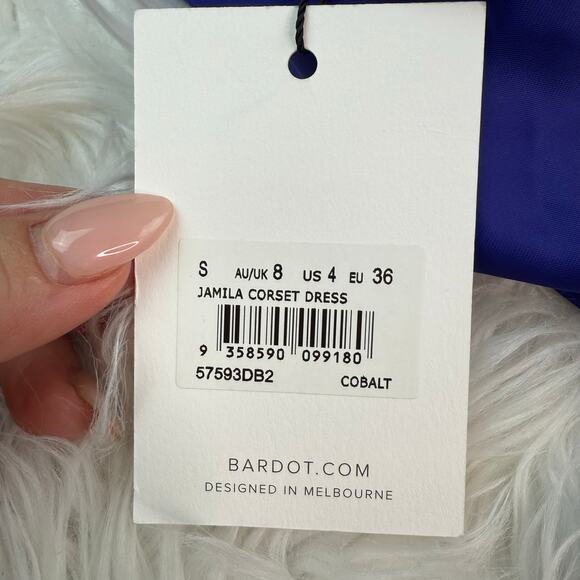 S AU/UK 8 US 4 EU 36
JAMILA CORSET DRESS
9 358590 099180
57593DB2 COBALT
BARDOT.COM
DESIGNED IN MELBOURNE